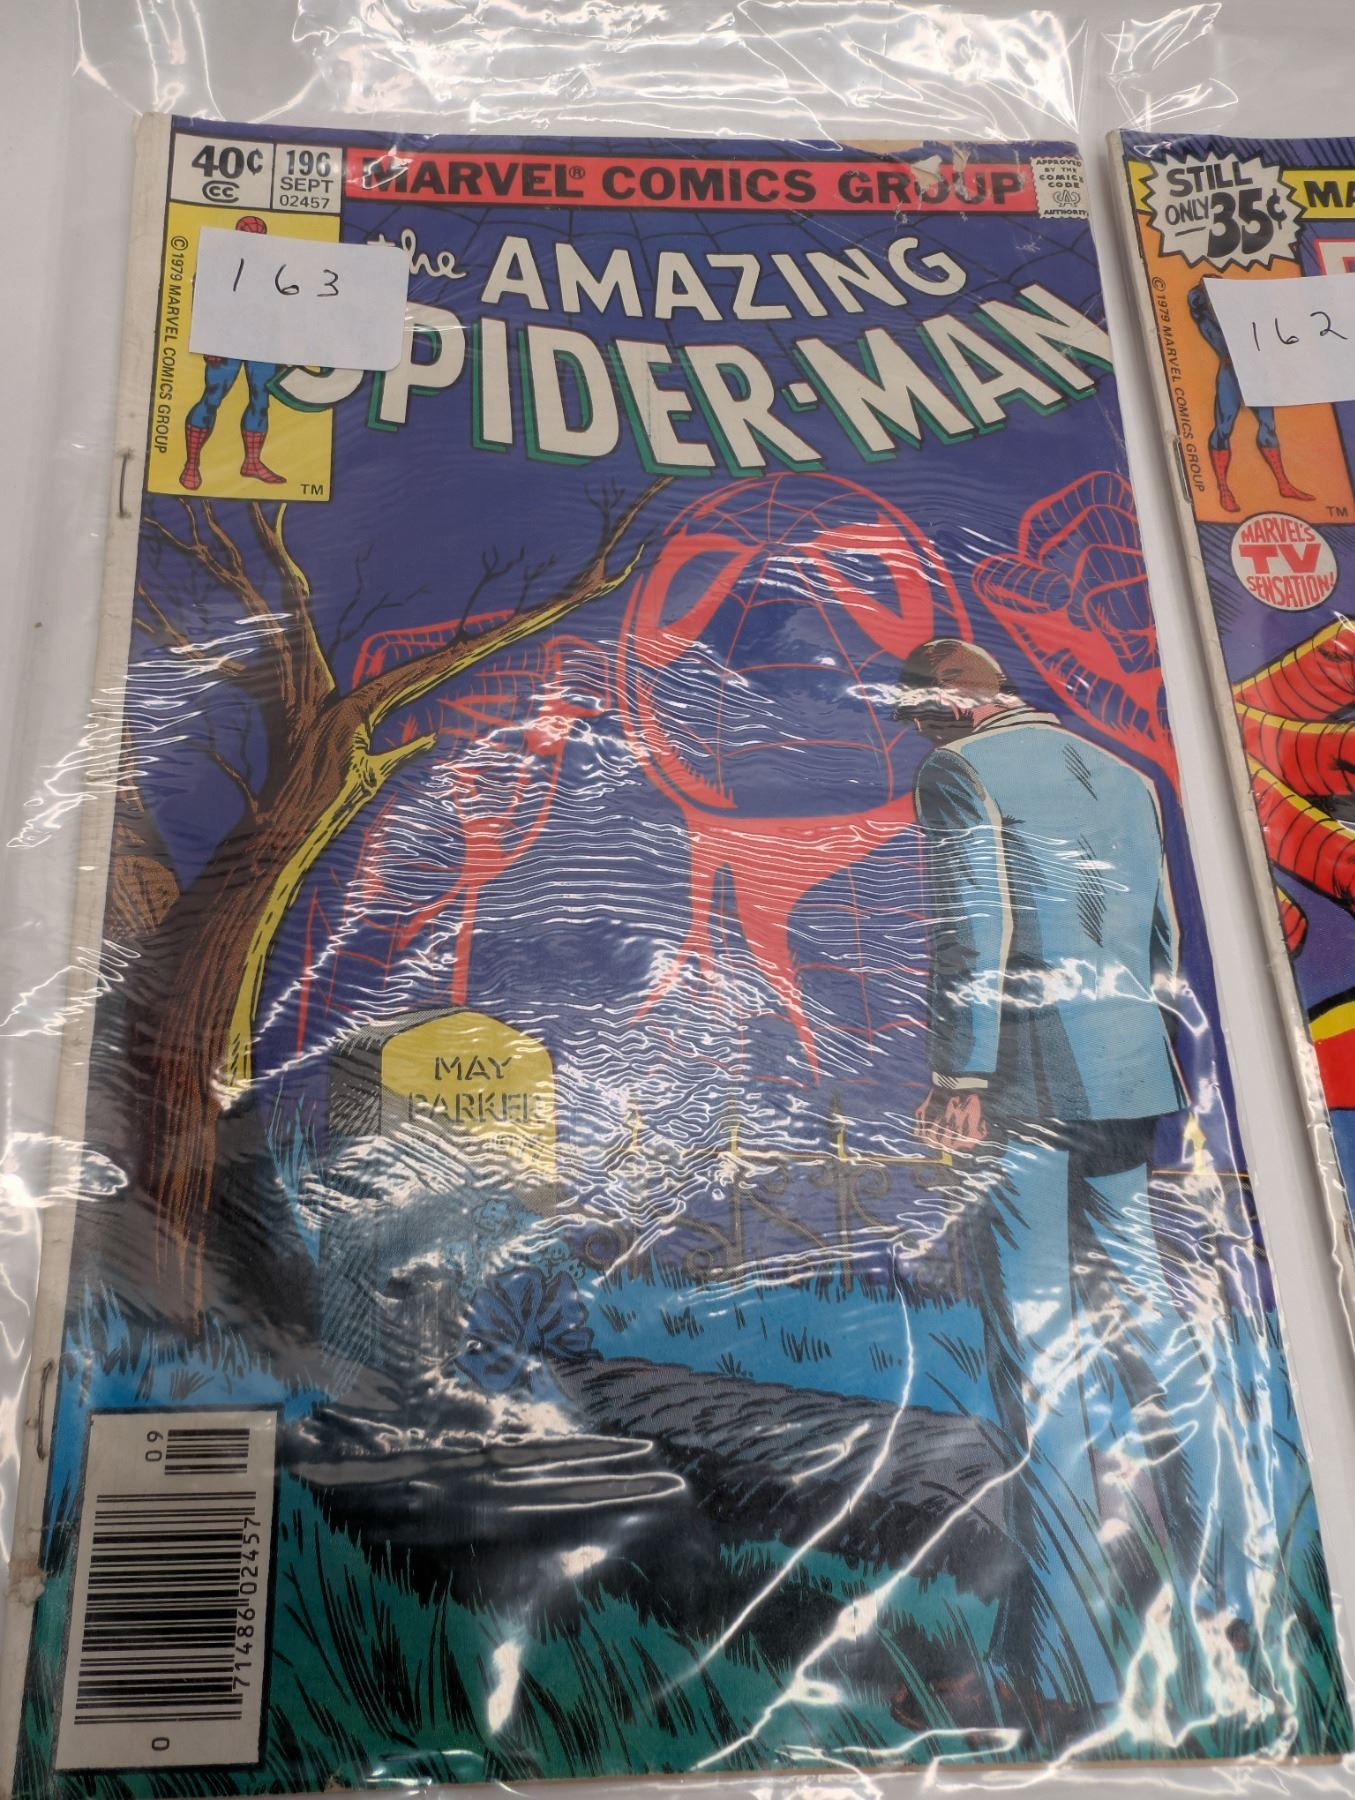 40¢
CC
196
SEPT
02457
MARVEL® COMICS GROUP
APPROVED
BY THE
COMICS
CODE
CA
AUTHORITY
163
© 1979 MARVEL COMICS GROUP
TM
the
AMAZING
SPIDER-MAN
MAY
PARKER
09
71486 02457
0
STILL
ONLY 35¢
MA
162
© 1979 MARVEL COMICS GROUP
TM
MARVEL'S
TV
SENSATION!